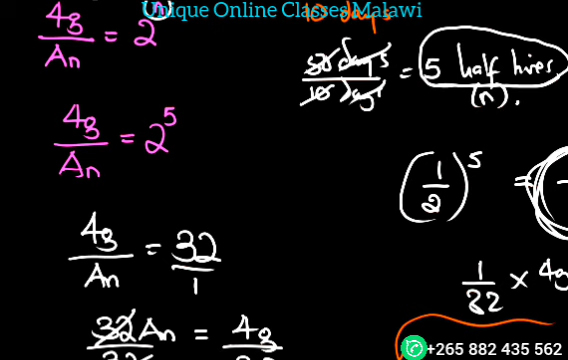 Unique Online Classes Malawi
10 days
4g/An = 2
days/10 days = 5 half lives (n).
4g/An = 2^5
(1/2)^5 =
4g/An = 32/1
1/32 × 4g
32An = 4g
+265 882 435 562